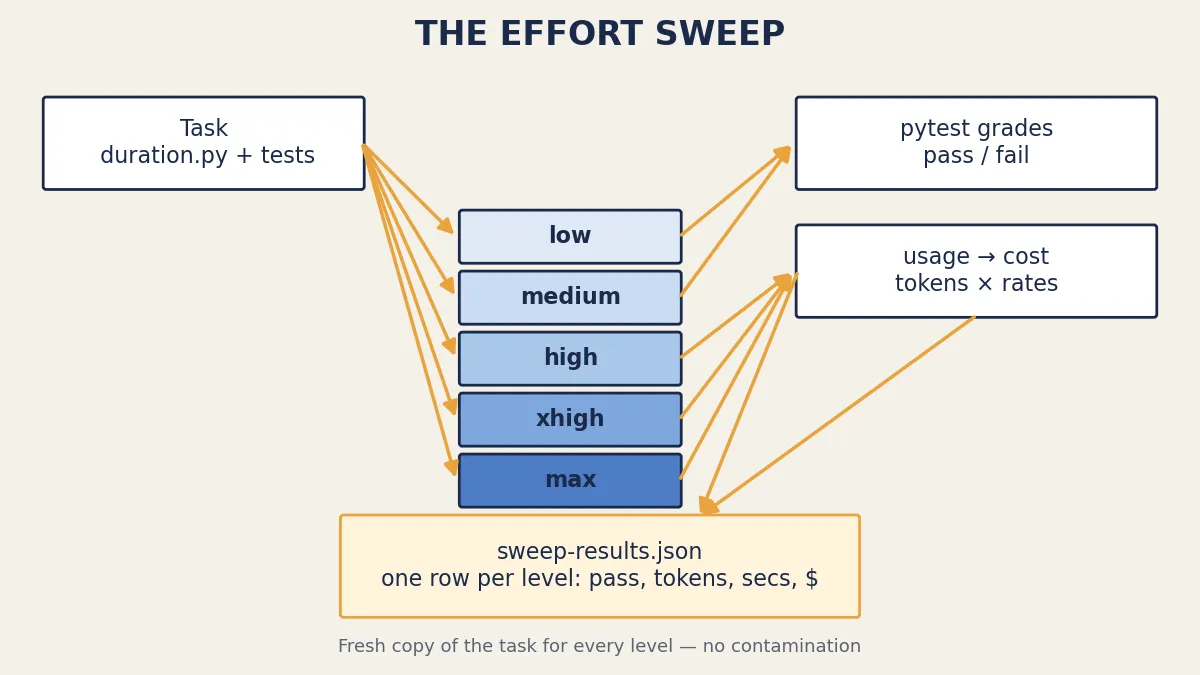 THE EFFORT SWEEP
Task
duration.py + tests
pytest grades
pass / fail
low
usage → cost
tokens × rates
medium
high
xhigh
max
sweep-results.json
one row per level: pass, tokens, secs, $
Fresh copy of the task for every level — no contamination